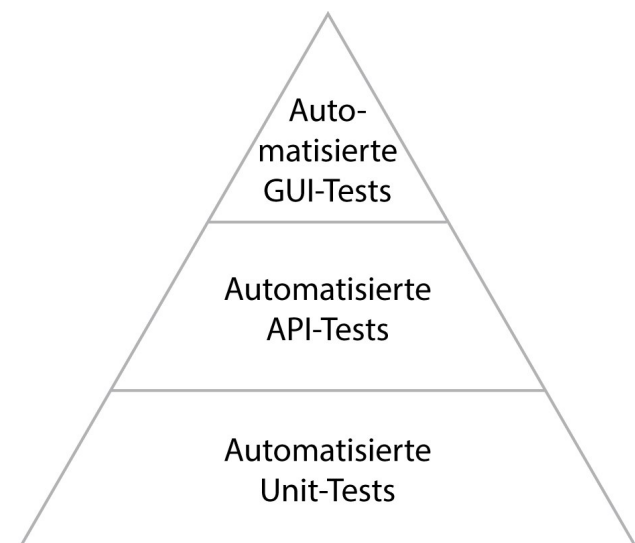 Auto-
matisierte
GUI-Tests
Automatisierte
API-Tests
Automatisierte
Unit-Tests